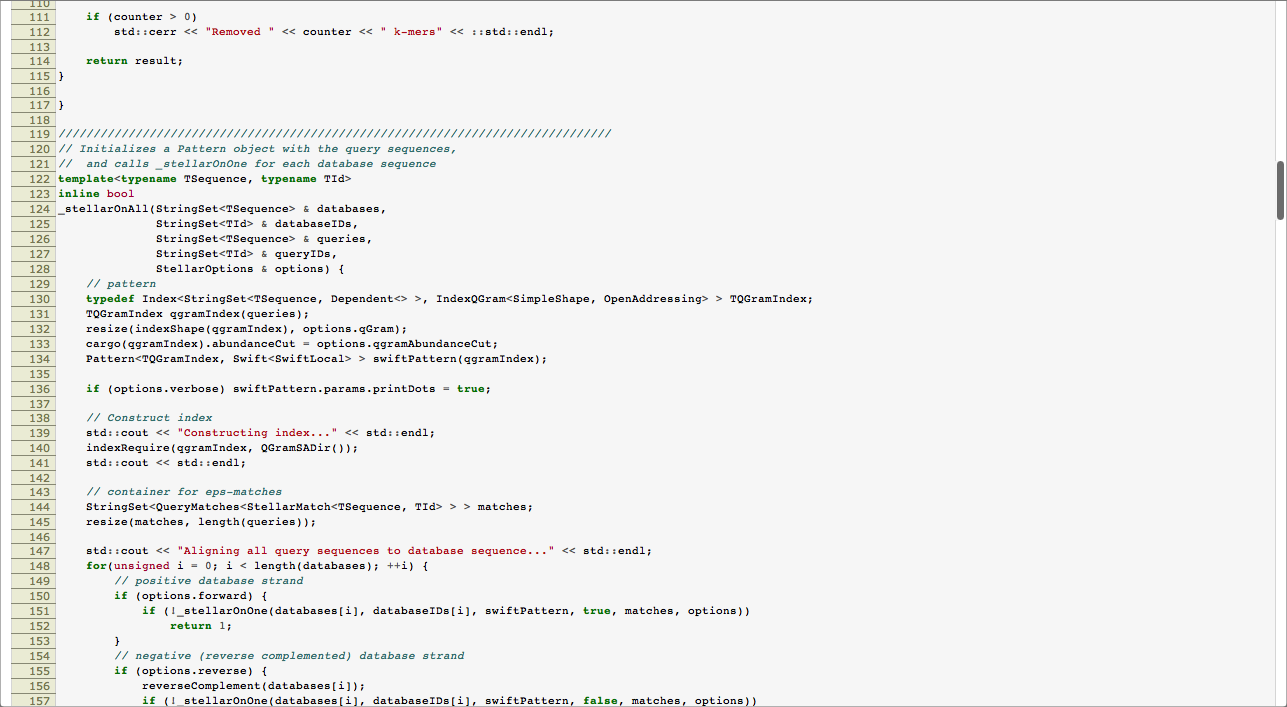 110
111     if (counter > 0)
112         std::cerr << "Removed " << counter << " k-mers" << ::std::endl;
113
114     return result;
115 }
116
117 }
118
119 ///////////////////////////////////////////////////////////////////////////////
120 // Initializes a Pattern object with the query sequences,
121 //  and calls _stellarOnOne for each database sequence
122 template<typename TSequence, typename TId>
123 inline bool
124 _stellarOnAll(StringSet<TSequence> & databases,
125               StringSet<TId> & databaseIDs,
126               StringSet<TSequence> & queries,
127               StringSet<TId> & queryIDs,
128               StellarOptions & options) {
129     // pattern
130     typedef Index<StringSet<TSequence, Dependent<> >, IndexQGram<SimpleShape, OpenAddressing> > TQGramIndex;
131     TQGramIndex qgramIndex(queries);
132     resize(indexShape(qgramIndex), options.qGram);
133     cargo(qgramIndex).abundanceCut = options.qgramAbundanceCut;
134     Pattern<TQGramIndex, Swift<SwiftLocal> > swiftPattern(qgramIndex);
135
136     if (options.verbose) swiftPattern.params.printDots = true;
137
138     // Construct index
139     std::cout << "Constructing index..." << std::endl;
140     indexRequire(qgramIndex, QGramSADir());
141     std::cout << std::endl;
142
143     // container for eps-matches
144     StringSet<QueryMatches<StellarMatch<TSequence, TId> > > matches;
145     resize(matches, length(queries));
146
147     std::cout << "Aligning all query sequences to database sequence..." << std::endl;
148     for(unsigned i = 0; i < length(databases); ++i) {
149         // positive database strand
150         if (options.forward) {
151             if (!_stellarOnOne(databases[i], databaseIDs[i], swiftPattern, true, matches, options))
152                 return 1;
153         }
154         // negative (reverse complemented) database strand
155         if (options.reverse) {
156             reverseComplement(databases[i]);
157             if (!_stellarOnOne(databases[i], databaseIDs[i], swiftPattern, false, matches, options))